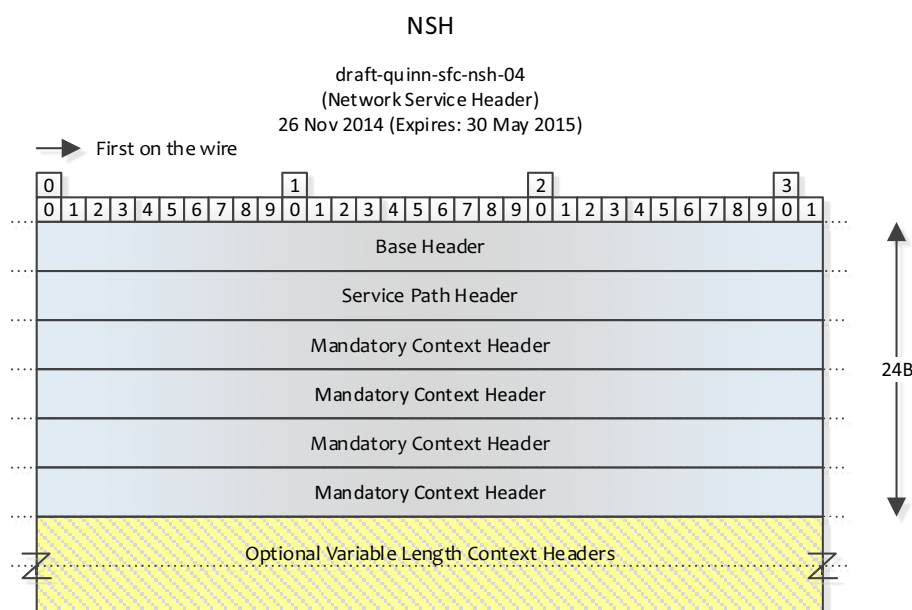 NSH
draft-quinn-sfc-nsh-04
(Network Service Header)
26 Nov 2014 (Expires: 30 May 2015)
First on the wire
0 1 2 3
0 1 2 3 4 5 6 7 8 9 0 1 2 3 4 5 6 7 8 9 0 1 2 3 4 5 6 7 8 9 0 1
Base Header
Service Path Header
Mandatory Context Header
24B
Mandatory Context Header
Mandatory Context Header
Mandatory Context Header
Optional Variable Length Context Headers